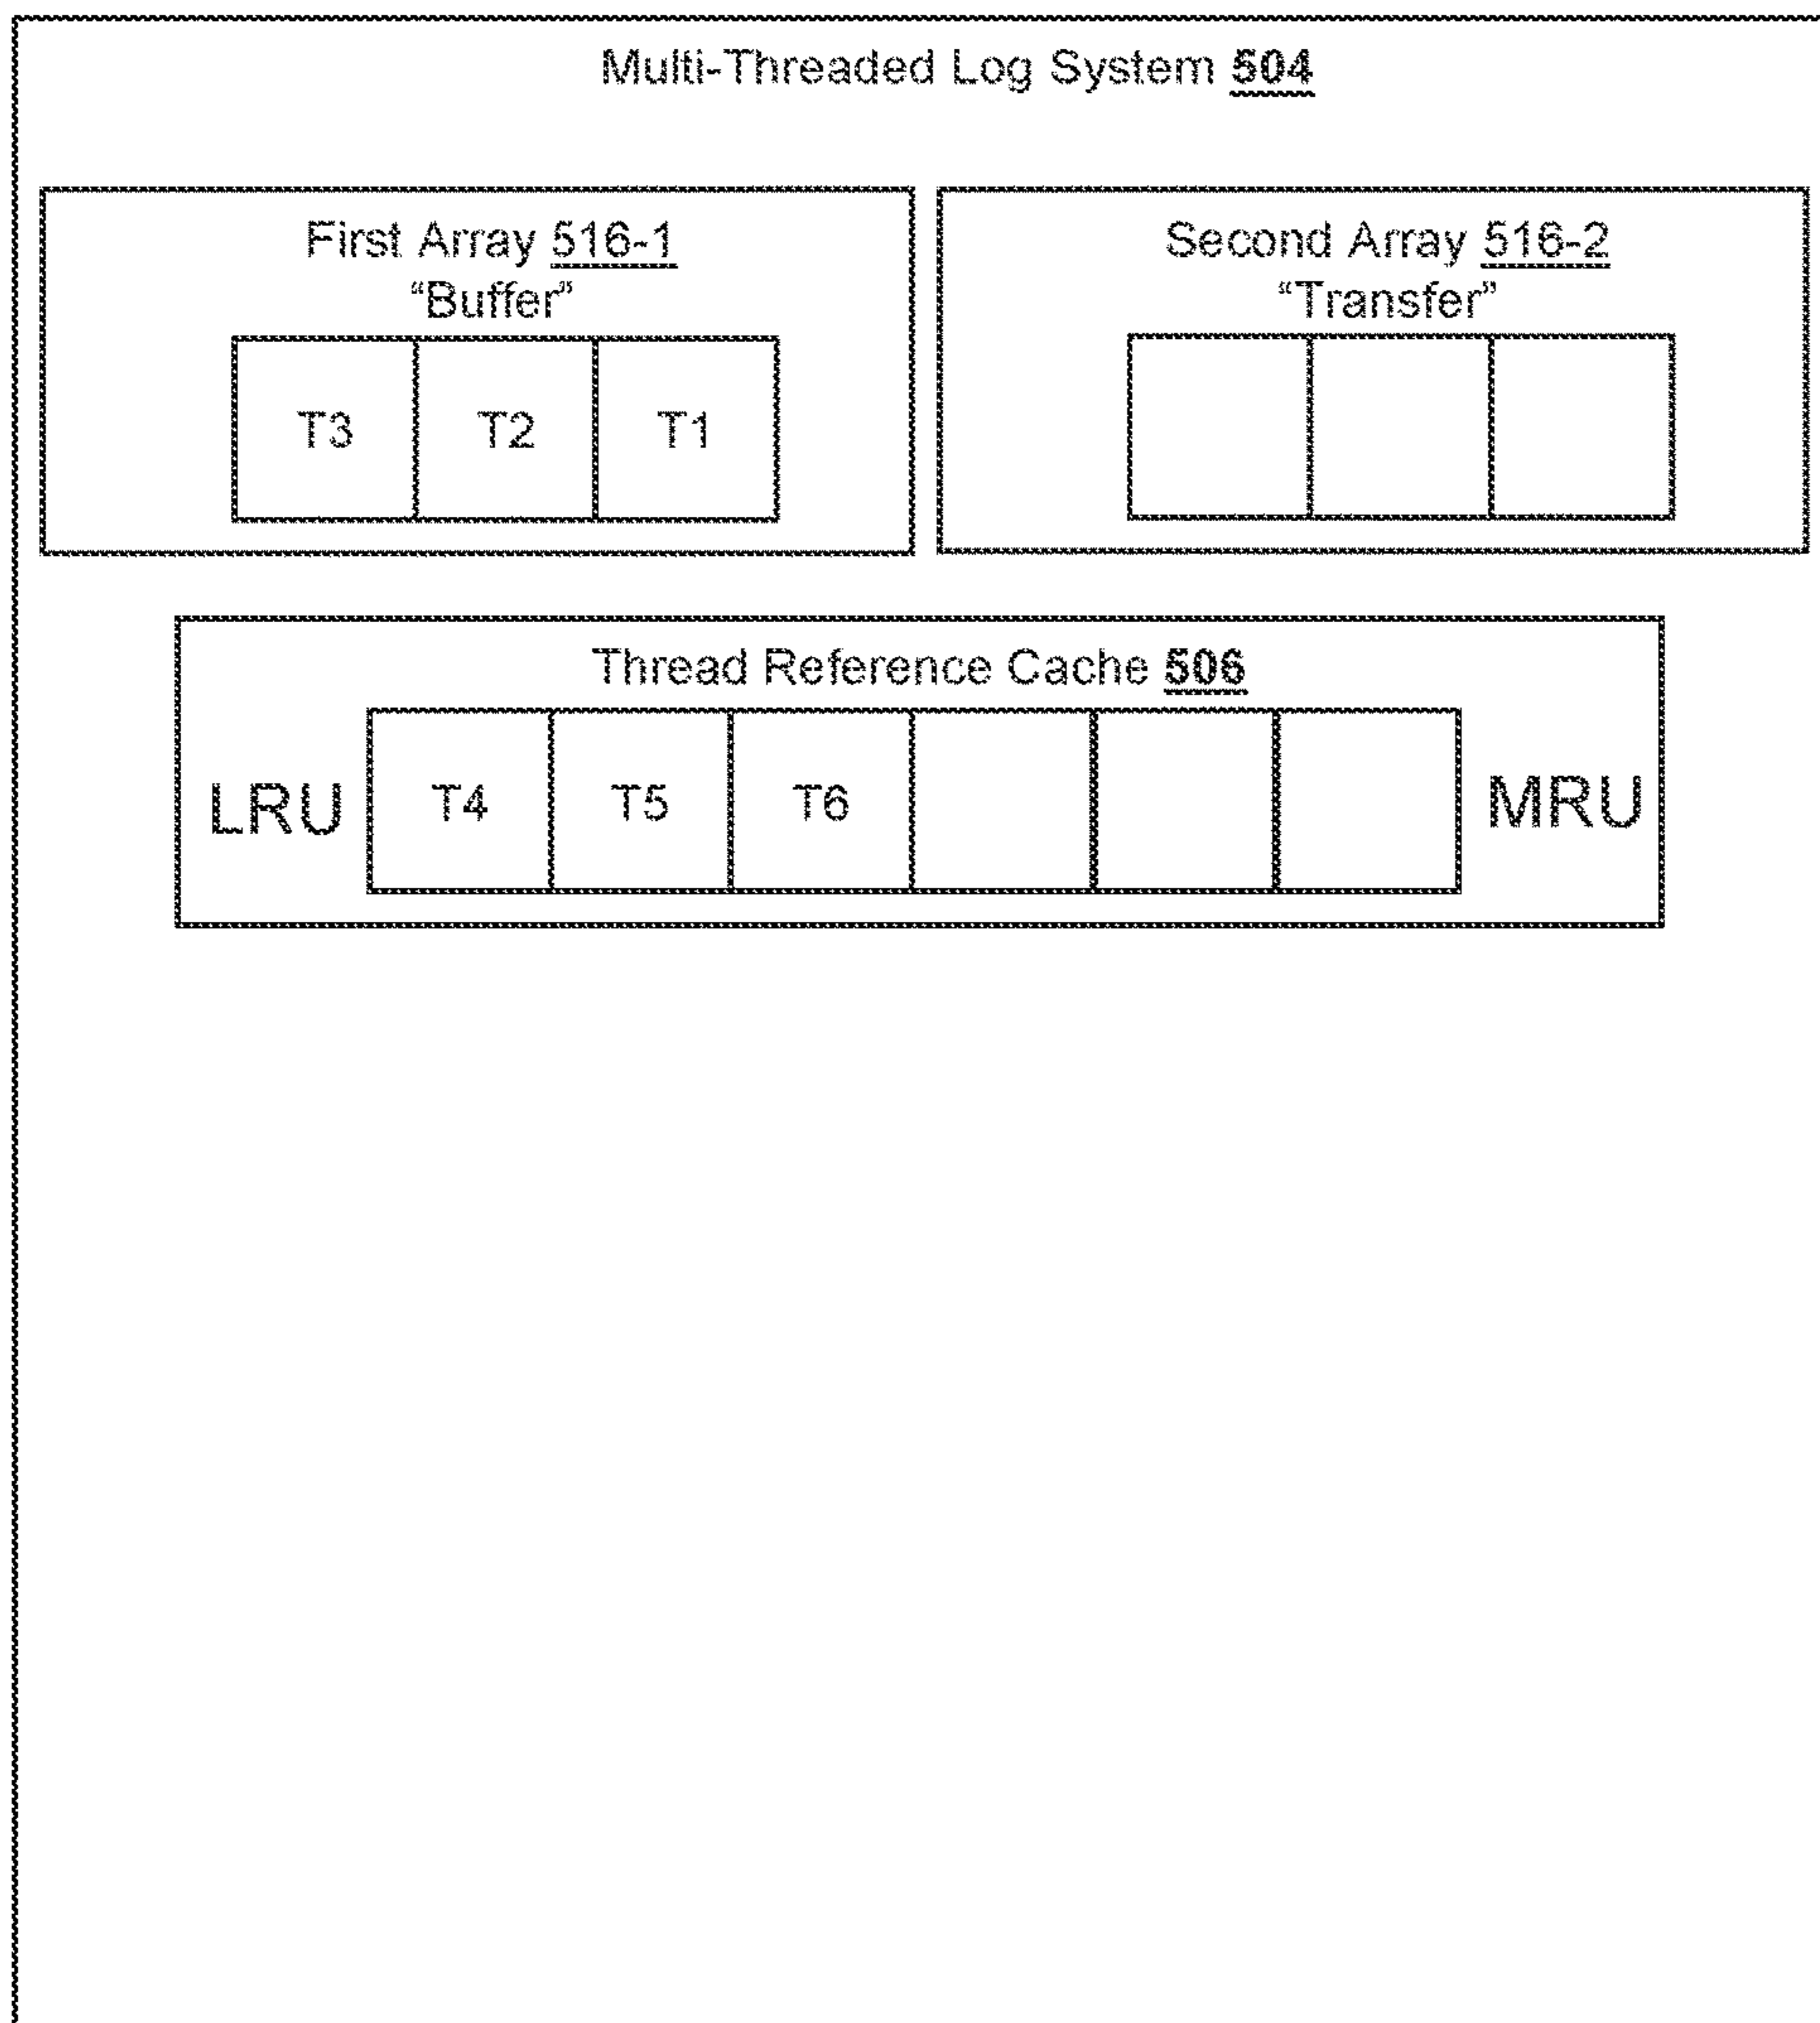 Multi-Threaded Log System 504
First Array 516-1
“Buffer”
T3 T2 T1
Second Array 516-2
“Transfer”
Thread Reference Cache 506
LRU T4 T5 T6 MRU